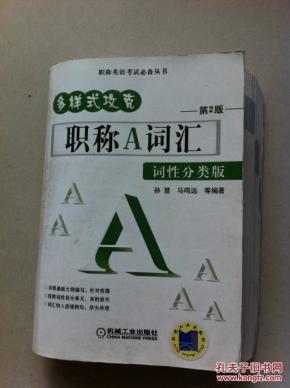 职称英语考试必备丛书
多样式攻克
第2版
职称A词汇
词性分类版
孙慧 马鸣远 等编著
A
A
A
机械工业出版社
CHINA MACHINE PRESS
孔夫子旧书网